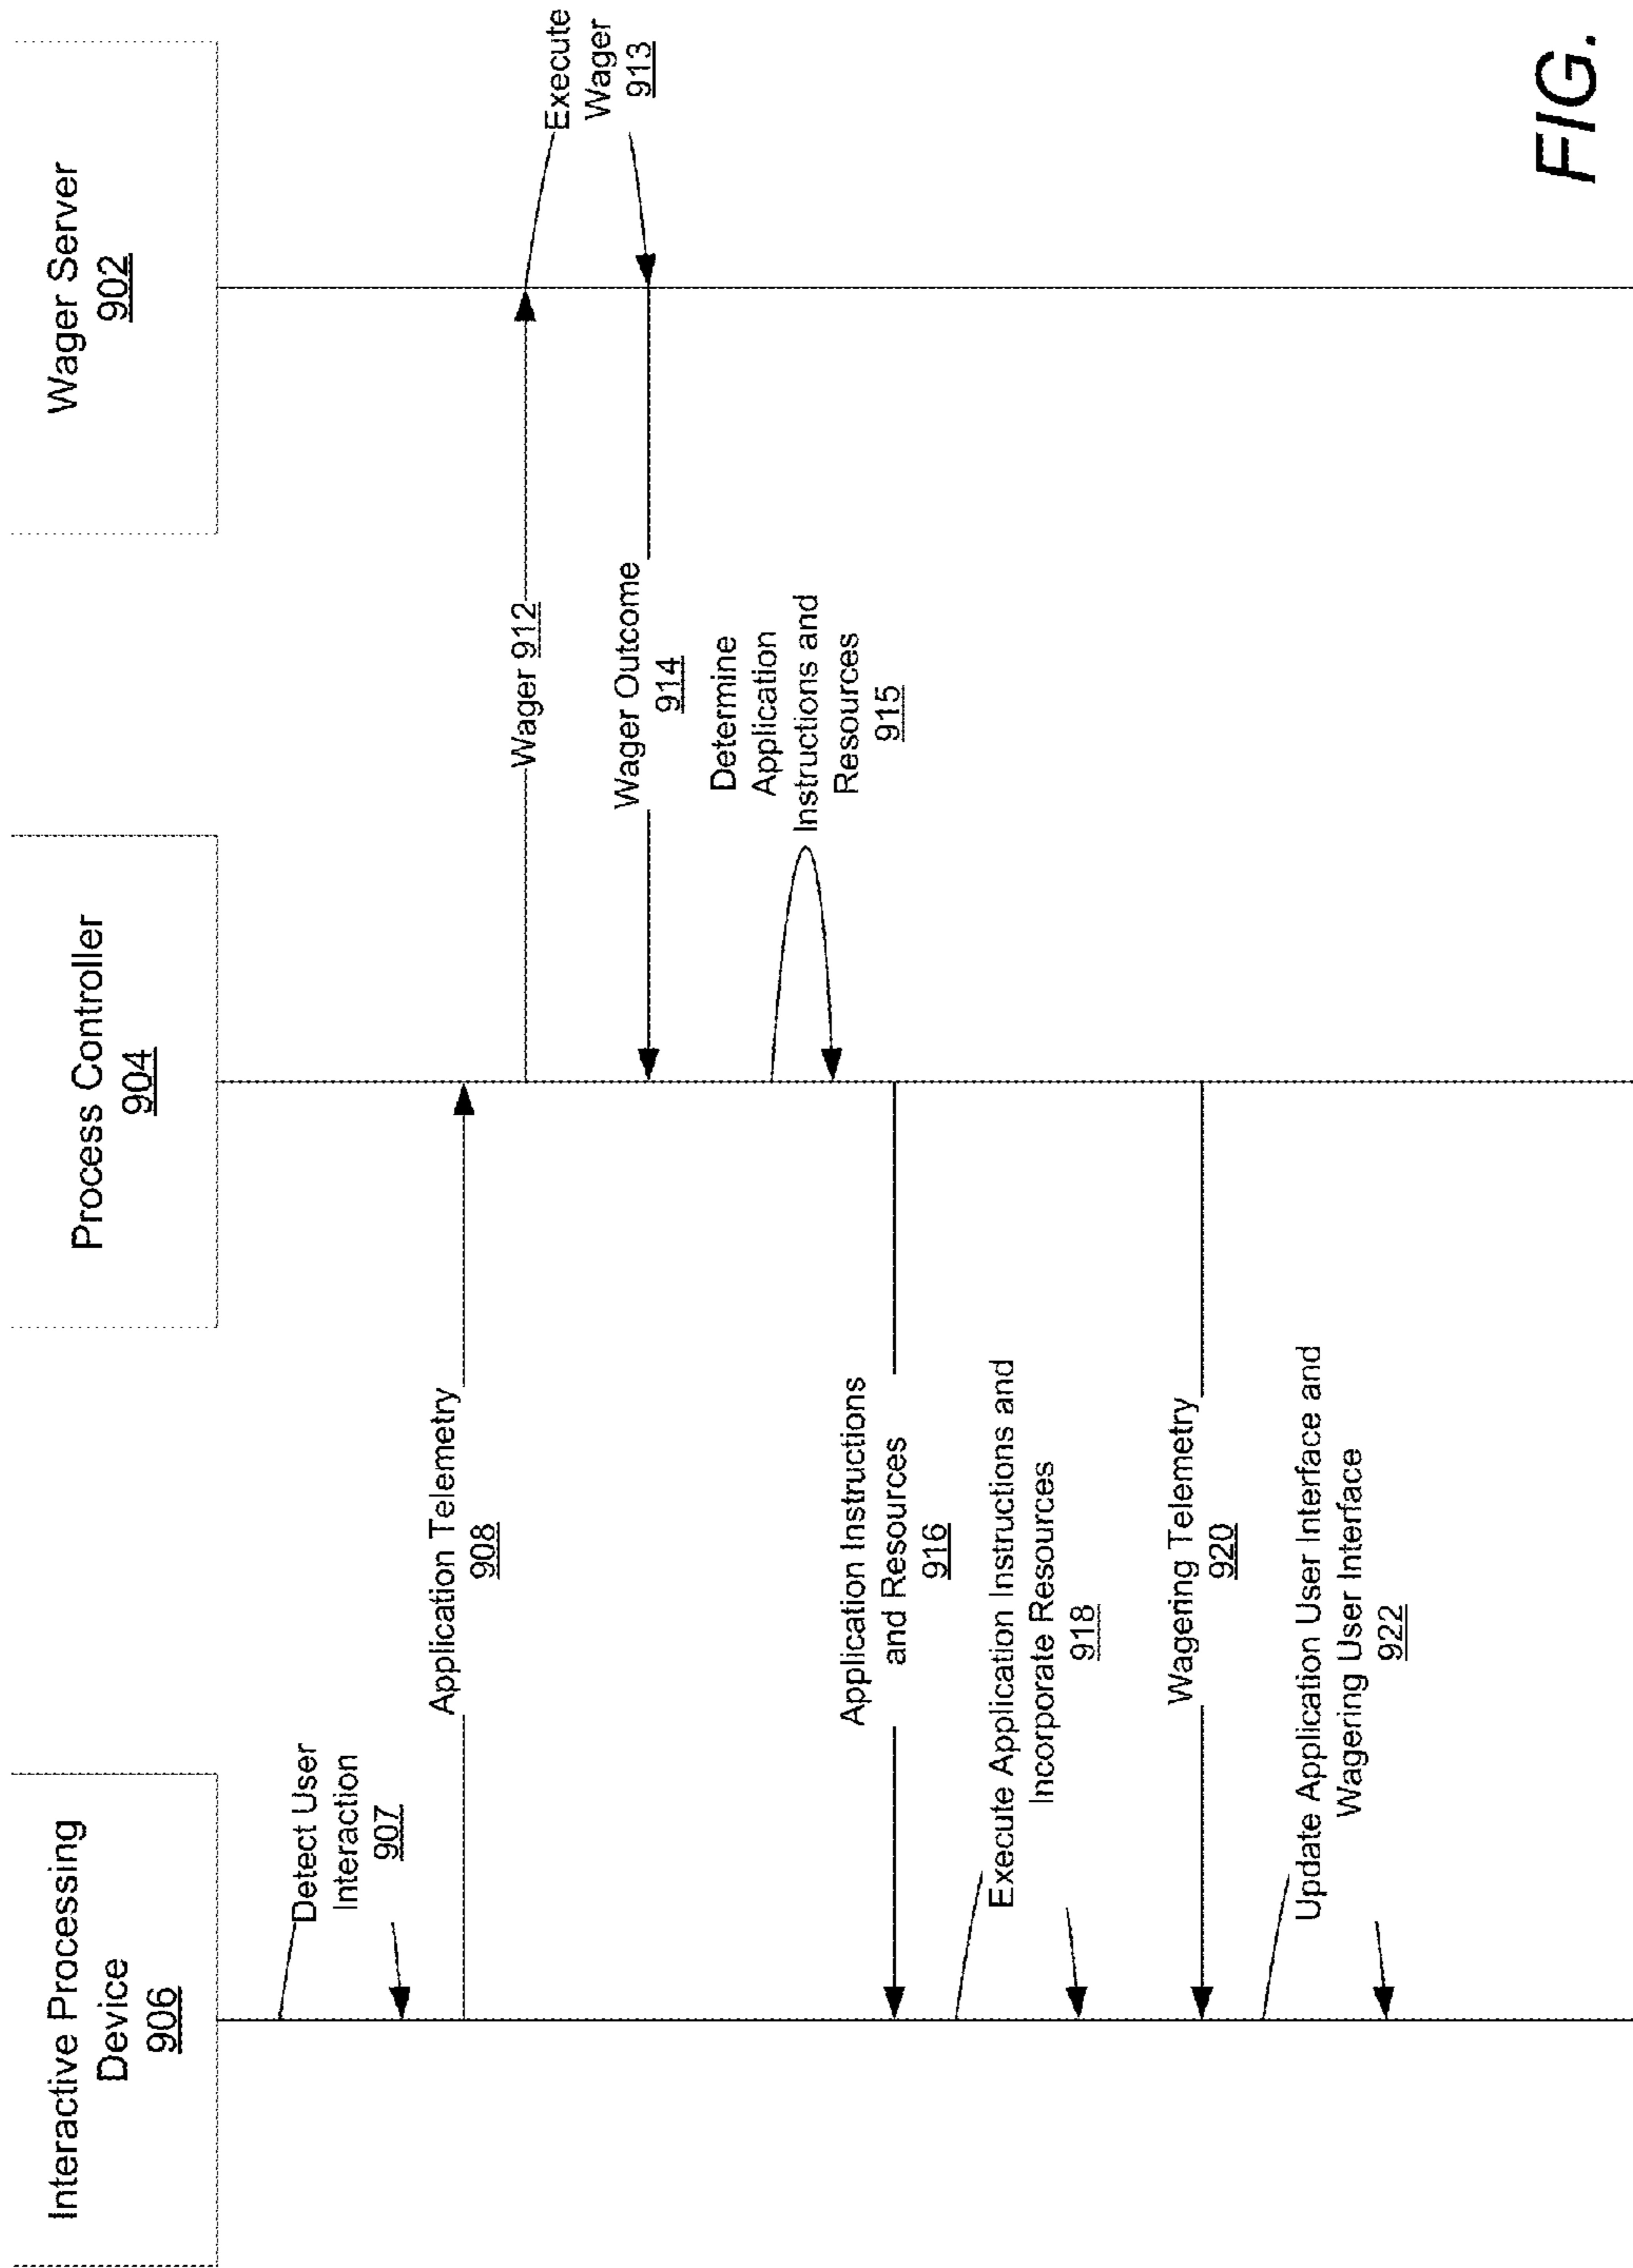 Interactive Processing
Device
906
Process Controller
904
Wager Server
902
Detect User
Interaction
907
Application Telemetry
908
Wager 912
Execute
Wager
913
Wager Outcome
914
Determine
Application
Instructions and
Resources
915
Application Instructions
and Resources
916
Execute Application Instructions and
Incorporate Resources
918
Wagering Telemetry
920
Update Application User Interface and
Wagering User Interface
922
FIG.